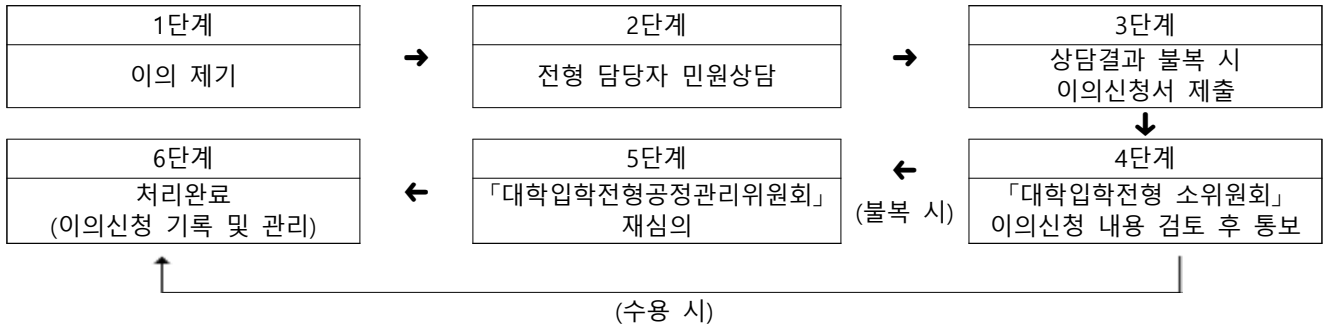 1단계
이의 제기
➜
2단계
전형 담당자 민원상담
➜
3단계
상담결과 불복 시
이의신청서 제출
4단계
「대학입학전형 소위원회」
이의신청 내용 검토 후 통보
(불복 시)
5단계
「대학입학전형공정관리위원회」
재심의
6단계
처리완료
(이의신청 기록 및 관리)
(수용 시)